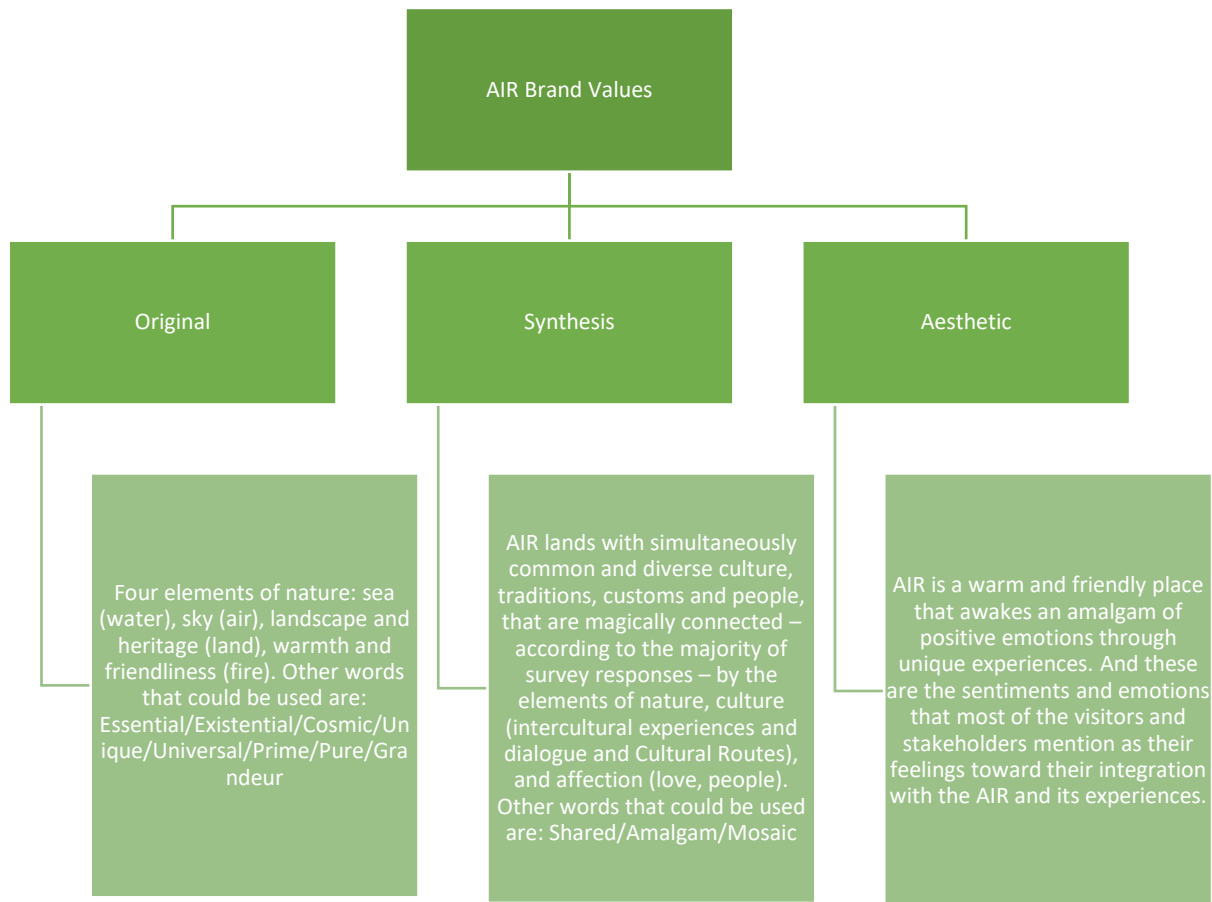 AIR Brand Values
Original
Synthesis
Aesthetic
Four elements of nature: sea
(water), sky (air), landscape and
heritage (land), warmth and
friendliness (fire). Other words
that could be used are:
Essential/Existential/Cosmic/Un
ique/Universal/Prime/Pure/Gra
ndeur
AIR lands with simultaneously
common and diverse culture,
traditions, customs and people,
that are magically connected –
according to the majority of
survey responses – by the
elements of nature, culture
(intercultural experiences and
dialogue and Cultural Routes),
and affection (love, people).
Other words that could be used
are: Shared/Amalgam/Mosaic
AIR is a warm and friendly place
that awakes an amalgam of
positive emotions through
unique experiences. And these
are the sentiments and emotions
that most of the visitors and
stakeholders mention as their
feelings toward their integration
with the AIR and its experiences.